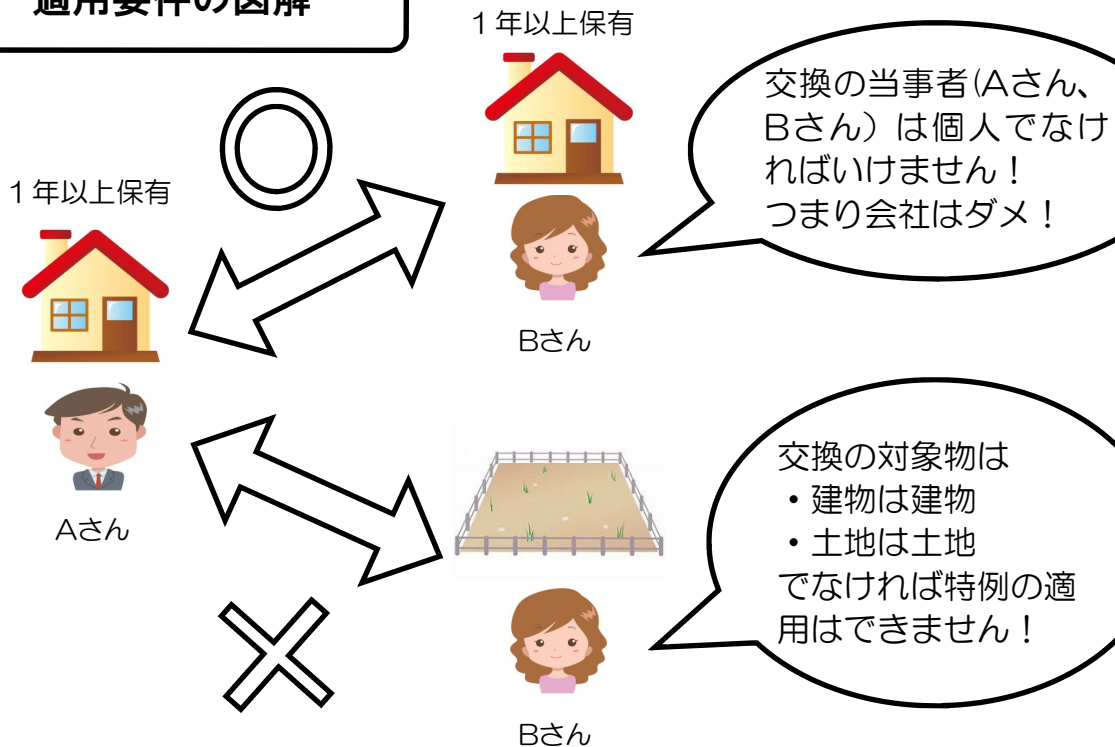 適用要件の図解
１年以上保有
交換の当事者(Aさん、
Bさん）は個人でなけ
ればいけません！
つまり会社はダメ！
１年以上保有
Bさん
Aさん
交換の対象物は
・建物は建物
・土地は土地
でなければ特例の適
用はできません！
Bさん